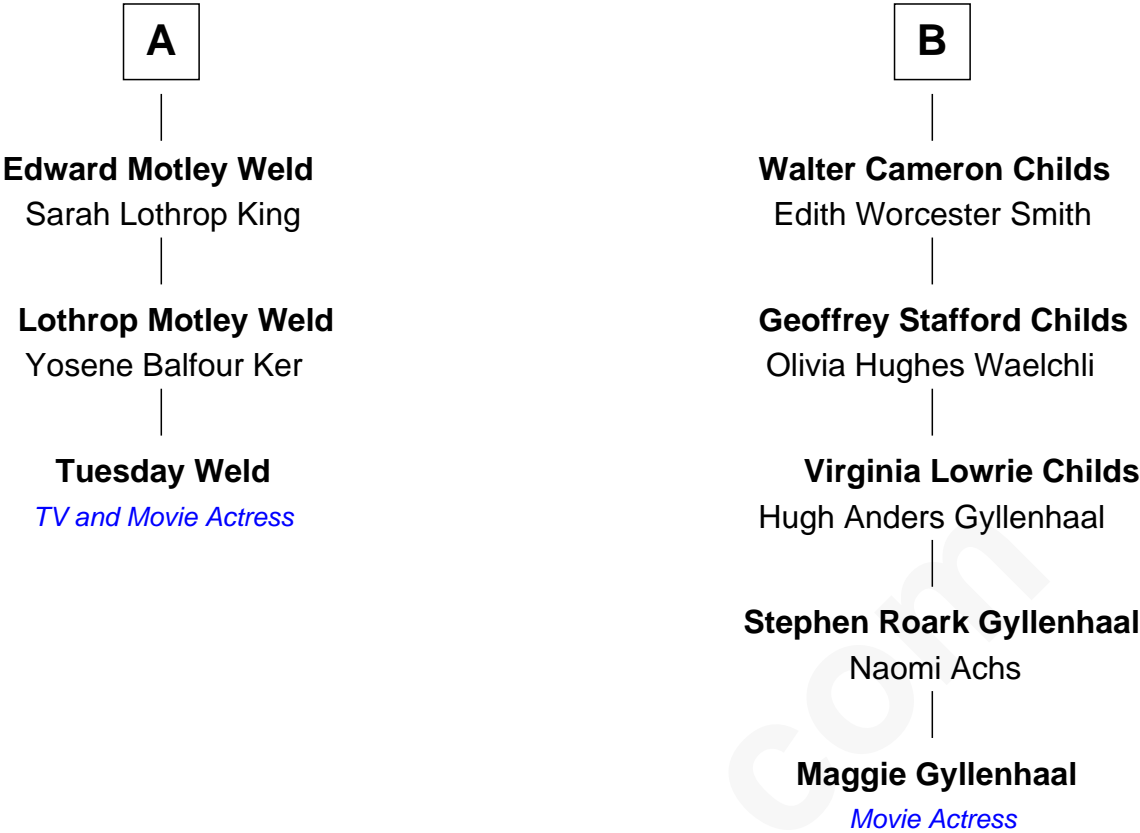 A
Edward Motley Weld
Sarah Lothrop King
Lothrop Motley Weld
Yosene Balfour Ker
Tuesday Weld
TV and Movie Actress
B
Walter Cameron Childs
Edith Worcester Smith
Geoffrey Stafford Childs
Olivia Hughes Waelchli
Virginia Lowrie Childs
Hugh Anders Gyllenhaal
Stephen Roark Gyllenhaal
Naomi Achs
Maggie Gyllenhaal
Movie Actress
com